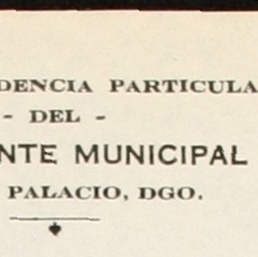 DENCIA PARTICULA
- DEL -
NTE MUNICIPAL
PALACIO, DGO.